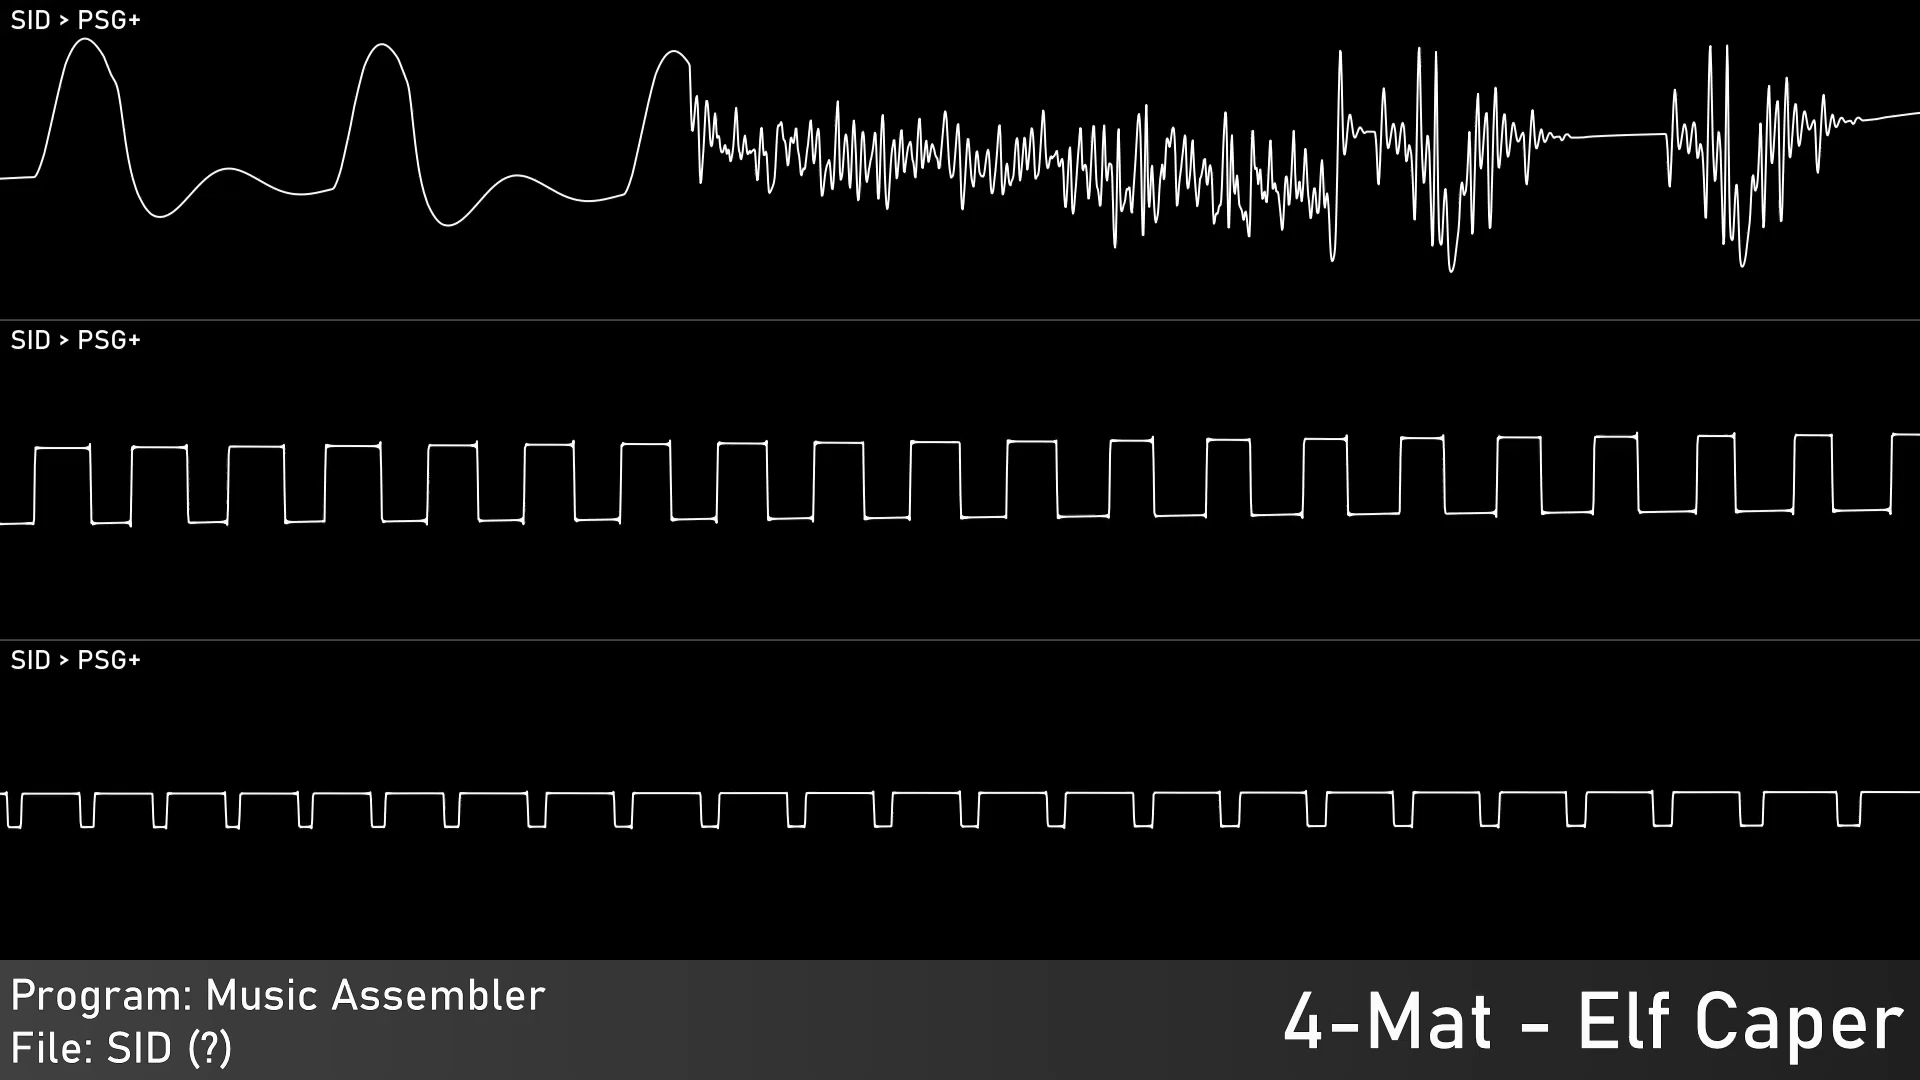 SID > PSG+
SID > PSG+
SID > PSG+
Program: Music Assembler
File: SID (?)
4-Mat - Elf Caper